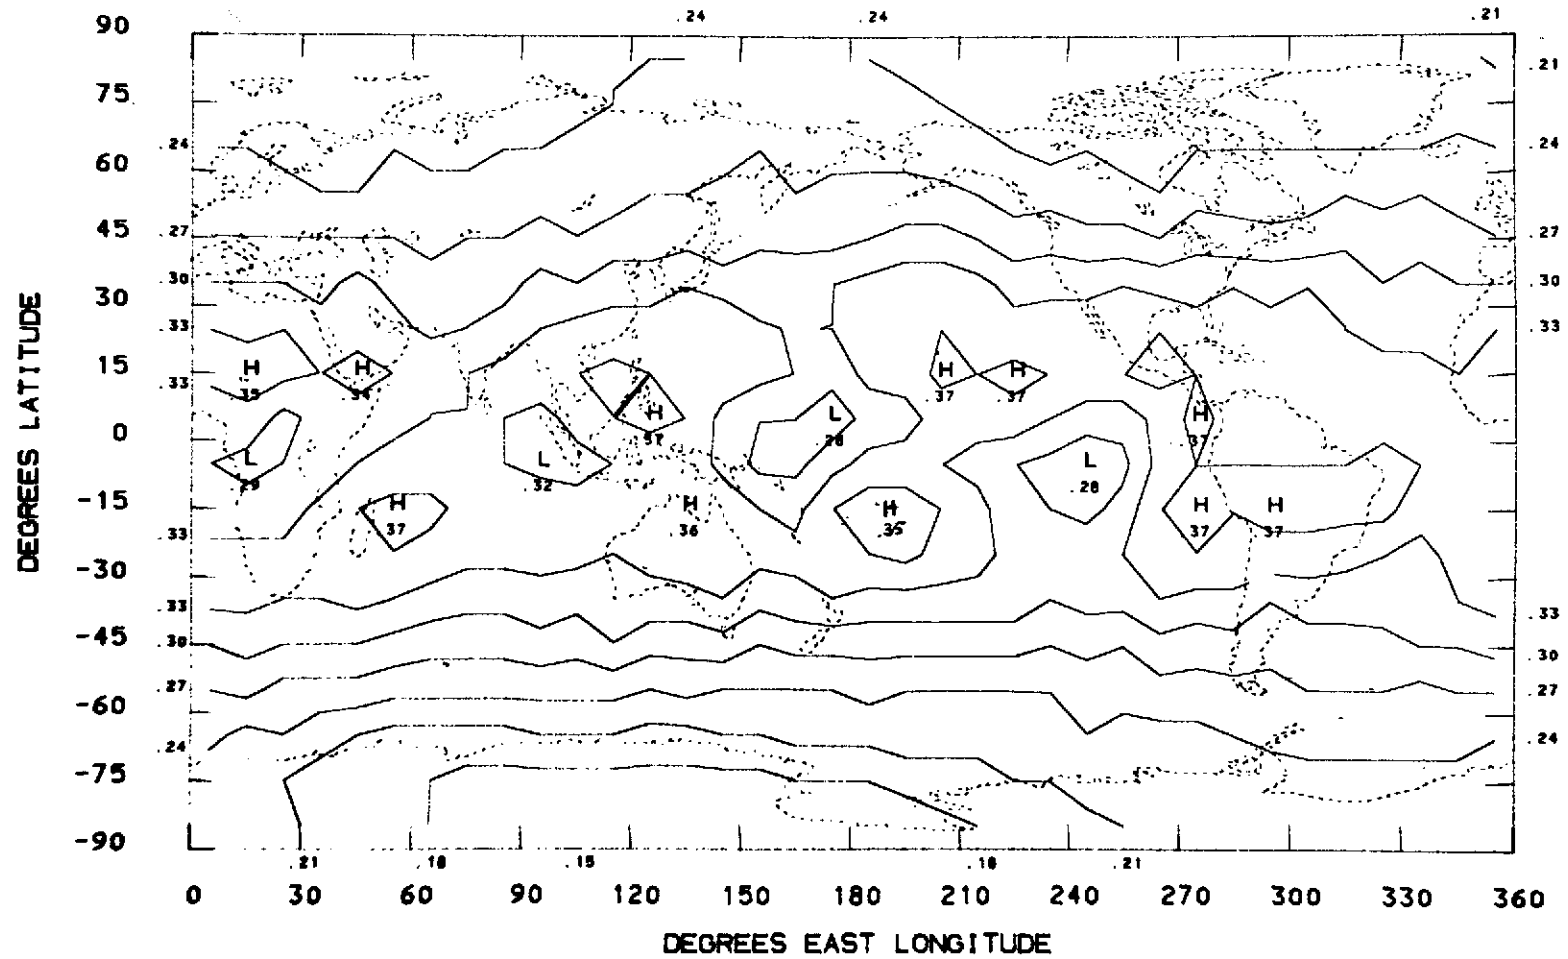 .24 .24 .21
90
.21
75
.24 .24
60
.27 45 .27
.30 .30
30
.33 .33
H H H H
15
.33 35 .34 .37 .37
H L H
37 28 37
0
L L L
.29 .32 .28
-15 H H H H H
37 36 35 37 37
.33
-30
.33 .33
-45
.30 .30
.27 .27
-60
.24 .24
-75
-90
.21 .18 .15 .18 .21
0 30 60 90 120 150 180 210 240 270 300 330 360
DEGREES LATITUDE
DEGREES EAST LONGITUDE